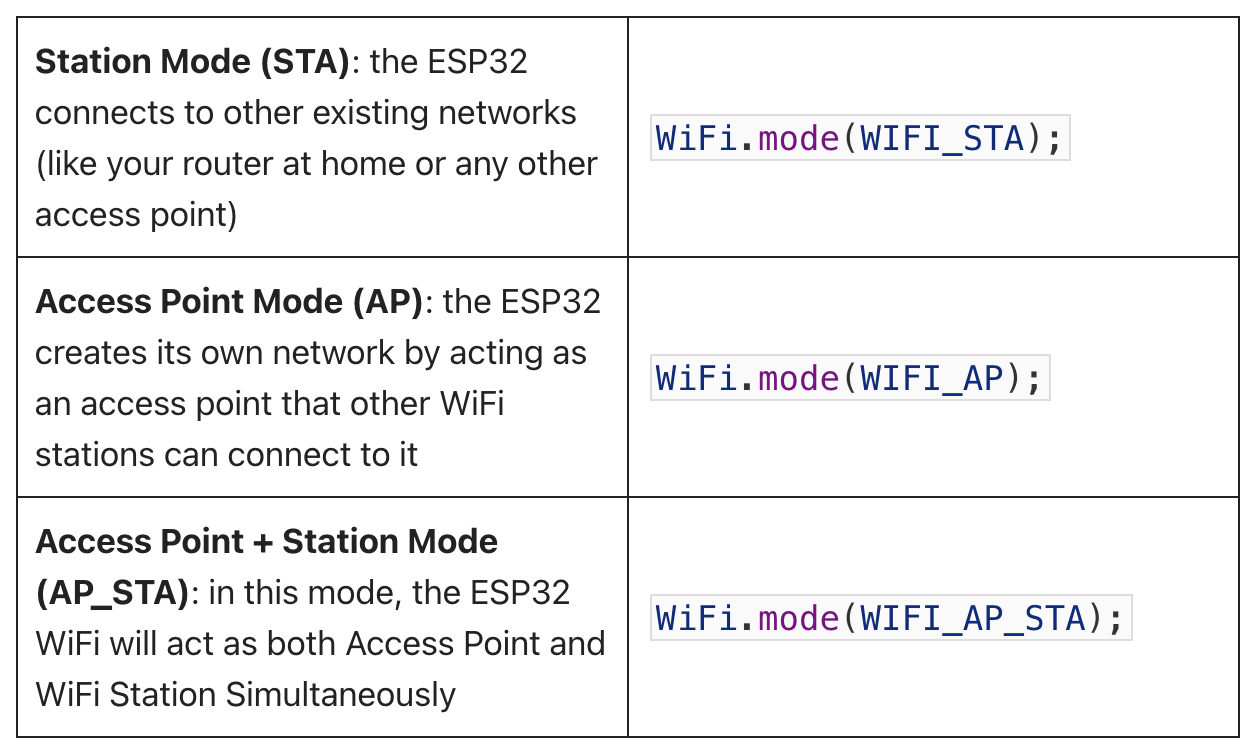 Station Mode (STA): the ESP32
connects to other existing networks
(like your router at home or any other
access point)
WiFi.mode(WIFI_STA);
Access Point Mode (AP): the ESP32
creates its own network by acting as
an access point that other WiFi
stations can connect to it
WiFi.mode(WIFI_AP);
Access Point + Station Mode
(AP_STA): in this mode, the ESP32
WiFi will act as both Access Point and
WiFi Station Simultaneously
WiFi.mode(WIFI_AP_STA);